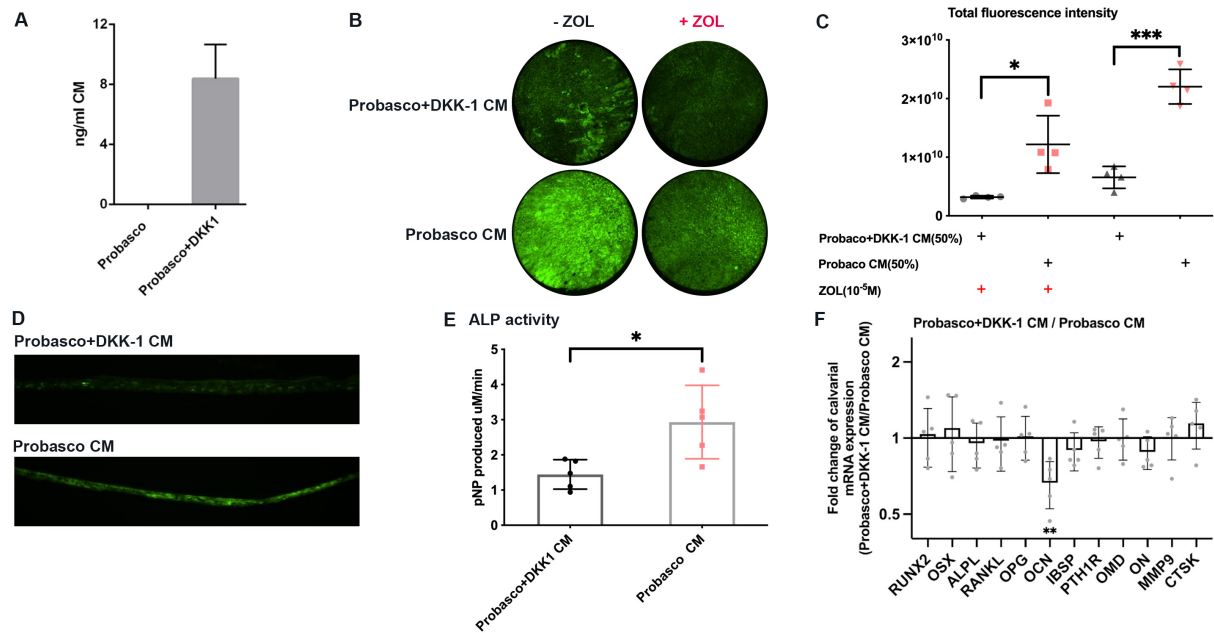 A
ng/ml CM
12
8
4
0
Probasco
Probasco+DKK1
B
- ZOL
+ ZOL
Probasco+DKK-1 CM
Probasco CM
C
Total fluorescence intensity
3×10¹⁰
2×10¹⁰
1×10¹⁰
0
*
***
Probaco+DKK-1 CM(50%) + +
Probaco CM(50%) + +
ZOL(10⁻⁵M) + +
D
Probasco+DKK-1 CM
Probasco CM
E
ALP activity
pNP produced uM/min
5
4
3
2
1
0
*
Probasco+DKK1 CM
Probasco CM
F
Probasco+DKK-1 CM / Probasco CM
Fold change of calvarial
mRNA expression
(Probasco+DKK-1 CM/Probasco CM)
2
1
0.5
**
RUNX2
OSX
ALPL
RANKL
OPG
OCN
IBSP
PTH1R
OMD
ON
MMP9
CTSK